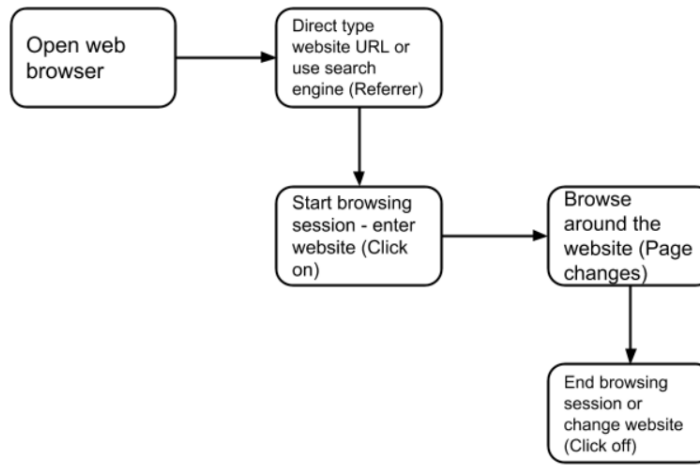 Open web
browser
Direct type
website URL or
use search
engine (Referrer)
Start browsing
session - enter
website (Click
on)
Browse
around the
website (Page
changes)
End browsing
session or
change website
(Click off)